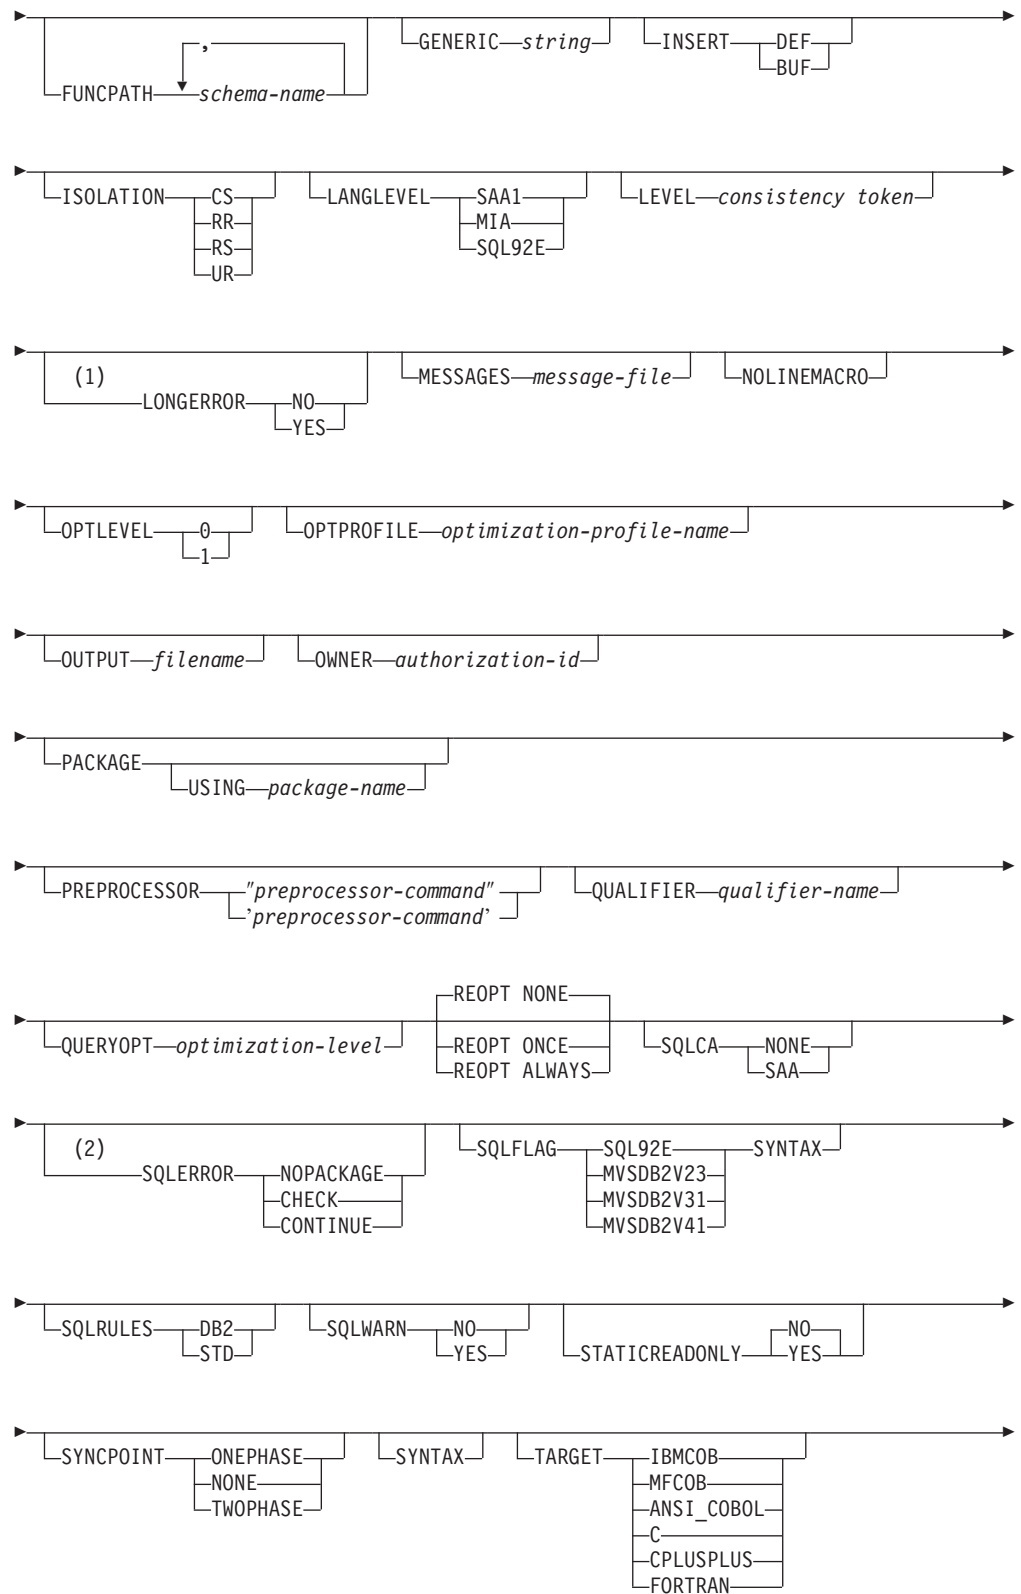 ,
FUNCPATH schema-name
GENERIC string
INSERT DEF
BUF
ISOLATION CS
RR
RS
UR
LANGLEVEL SAA1
MIA
SQL92E
LEVEL consistency token
(1)
LONGERROR NO
YES
MESSAGES message-file
NOLINEMACRO
OPTLEVEL 0
1
OPTPROFILE optimization-profile-name
OUTPUT filename
OWNER authorization-id
PACKAGE
USING package-name
PREPROCESSOR "preprocessor-command"
'preprocessor-command'
QUALIFIER qualifier-name
QUERYOPT optimization-level
REOPT NONE
REOPT ONCE
REOPT ALWAYS
SQLCA NONE
SAA
(2)
SQLERROR NOPACKAGE
CHECK
CONTINUE
SQLFLAG SQL92E SYNTAX
MVSDB2V23
MVSDB2V31
MVSDB2V41
SQLRULES DB2
STD
SQLWARN NO
YES
STATICREADONLY NO
YES
SYNCPOINT ONEPHASE
NONE
TWOPHASE
SYNTAX
TARGET IBMCOB
MFCOB
ANSI_COBOL
C
CPLUSPLUS
FORTRAN